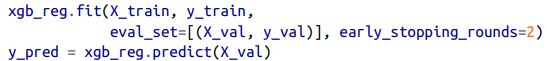 xgb_reg.fit(X_train, y_train,
            eval_set=[(X_val, y_val)], early_stopping_rounds=2)
y_pred = xgb_reg.predict(X_val)